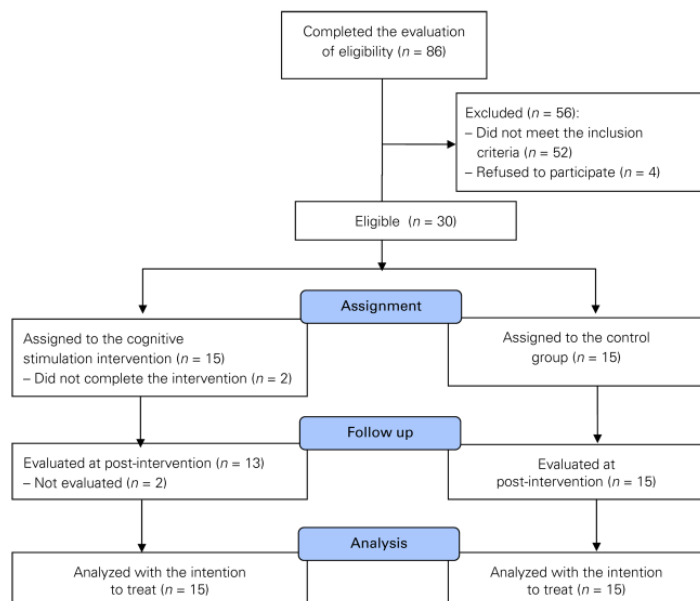 Completed the evaluation
of eligibility (n = 86)
Excluded (n = 56):
– Did not meet the inclusion
criteria (n = 52)
– Refused to participate (n = 4)
Eligible (n = 30)
Assignment
Assigned to the cognitive
stimulation intervention (n = 15)
– Did not complete the intervention (n = 2)
Assigned to the control
group (n = 15)
Follow up
Evaluated at post-intervention (n = 13)
– Not evaluated (n = 2)
Evaluated at
post-intervention (n = 15)
Analysis
Analyzed with the intention
to treat (n = 15)
Analyzed with the intention
to treat (n = 15)